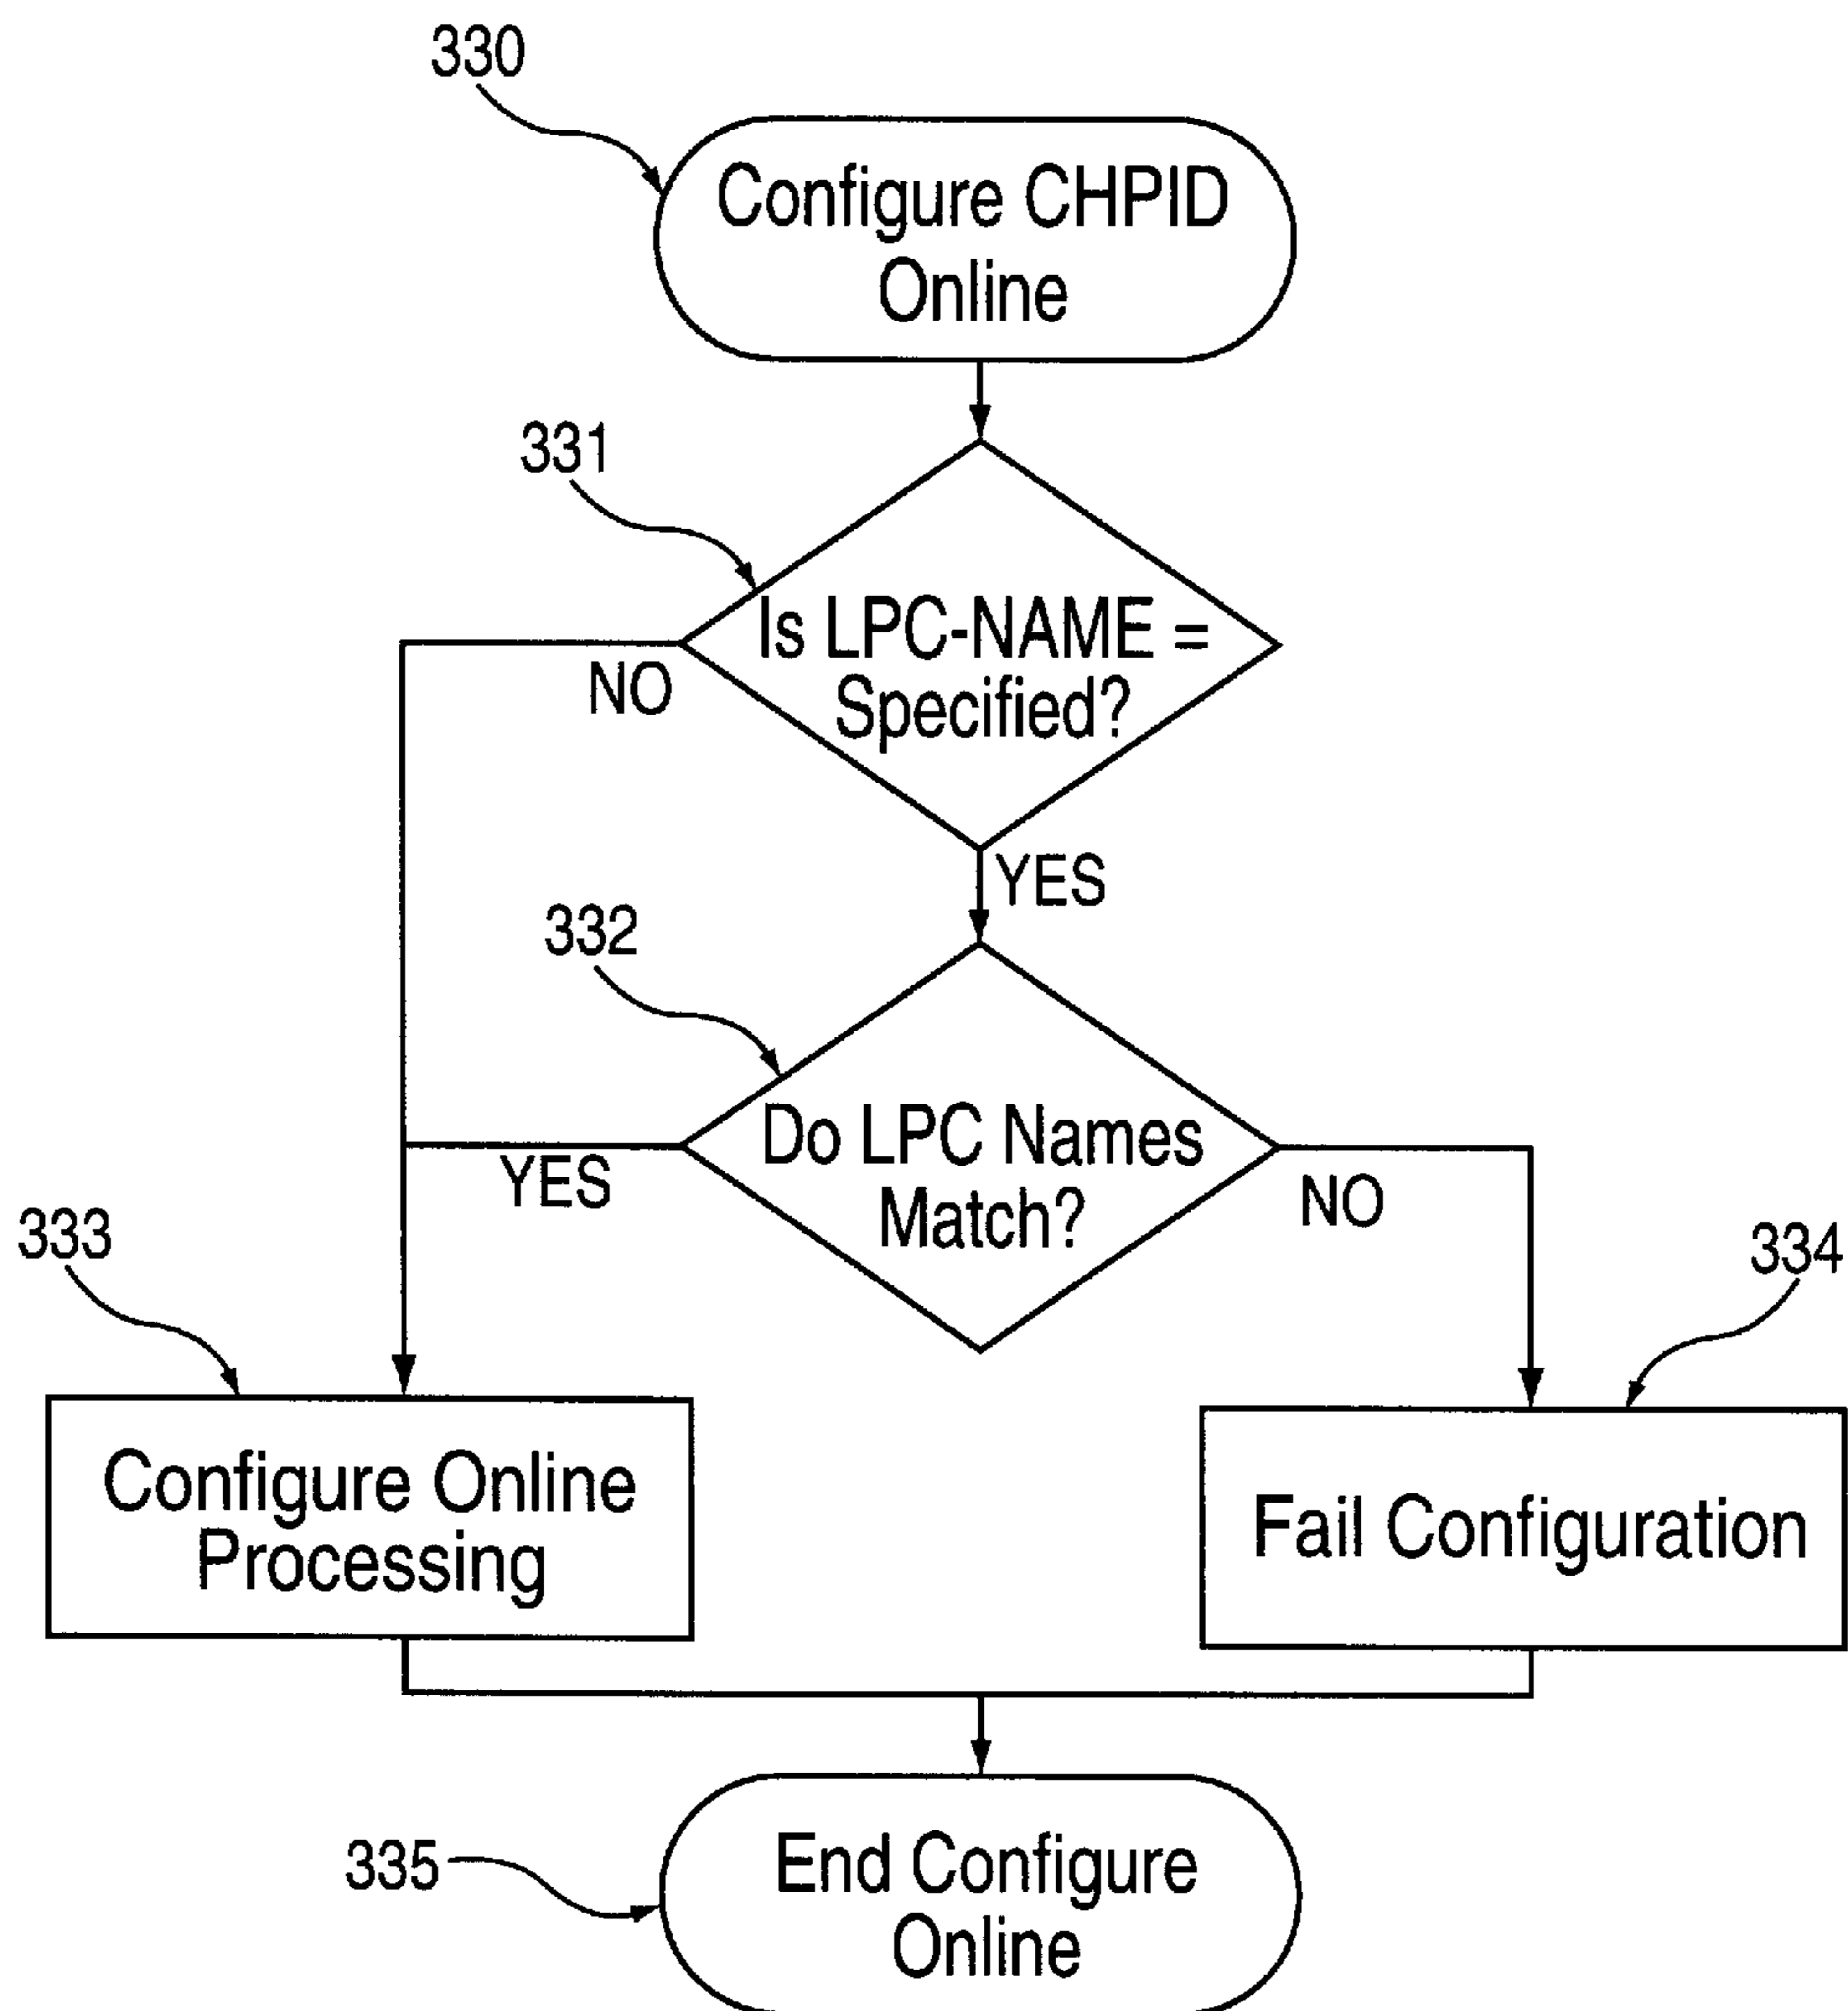 330
Configure CHPID
Online
331
Is LPC-NAME =
Specified?
NO
YES
332
Do LPC Names
Match?
YES
NO
333
334
Configure Online
Processing
Fail Configuration
335
End Configure
Online